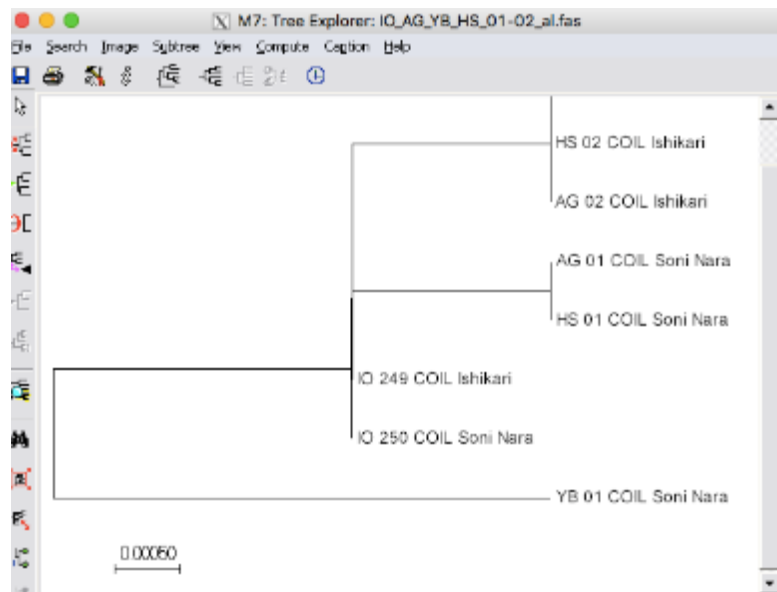 M7: Tree Explorer: IO_AG_YB_HS_01-02_al.fas
File Search Image Subtree View Compute Caption Help
HS 02 COIL Ishikari
AG 02 COIL Ishikari
AG 01 COIL Soni Nara
HS 01 COIL Soni Nara
IO 249 COIL Ishikari
IO 250 COIL Soni Nara
YB 01 COIL Soni Nara
0.00050